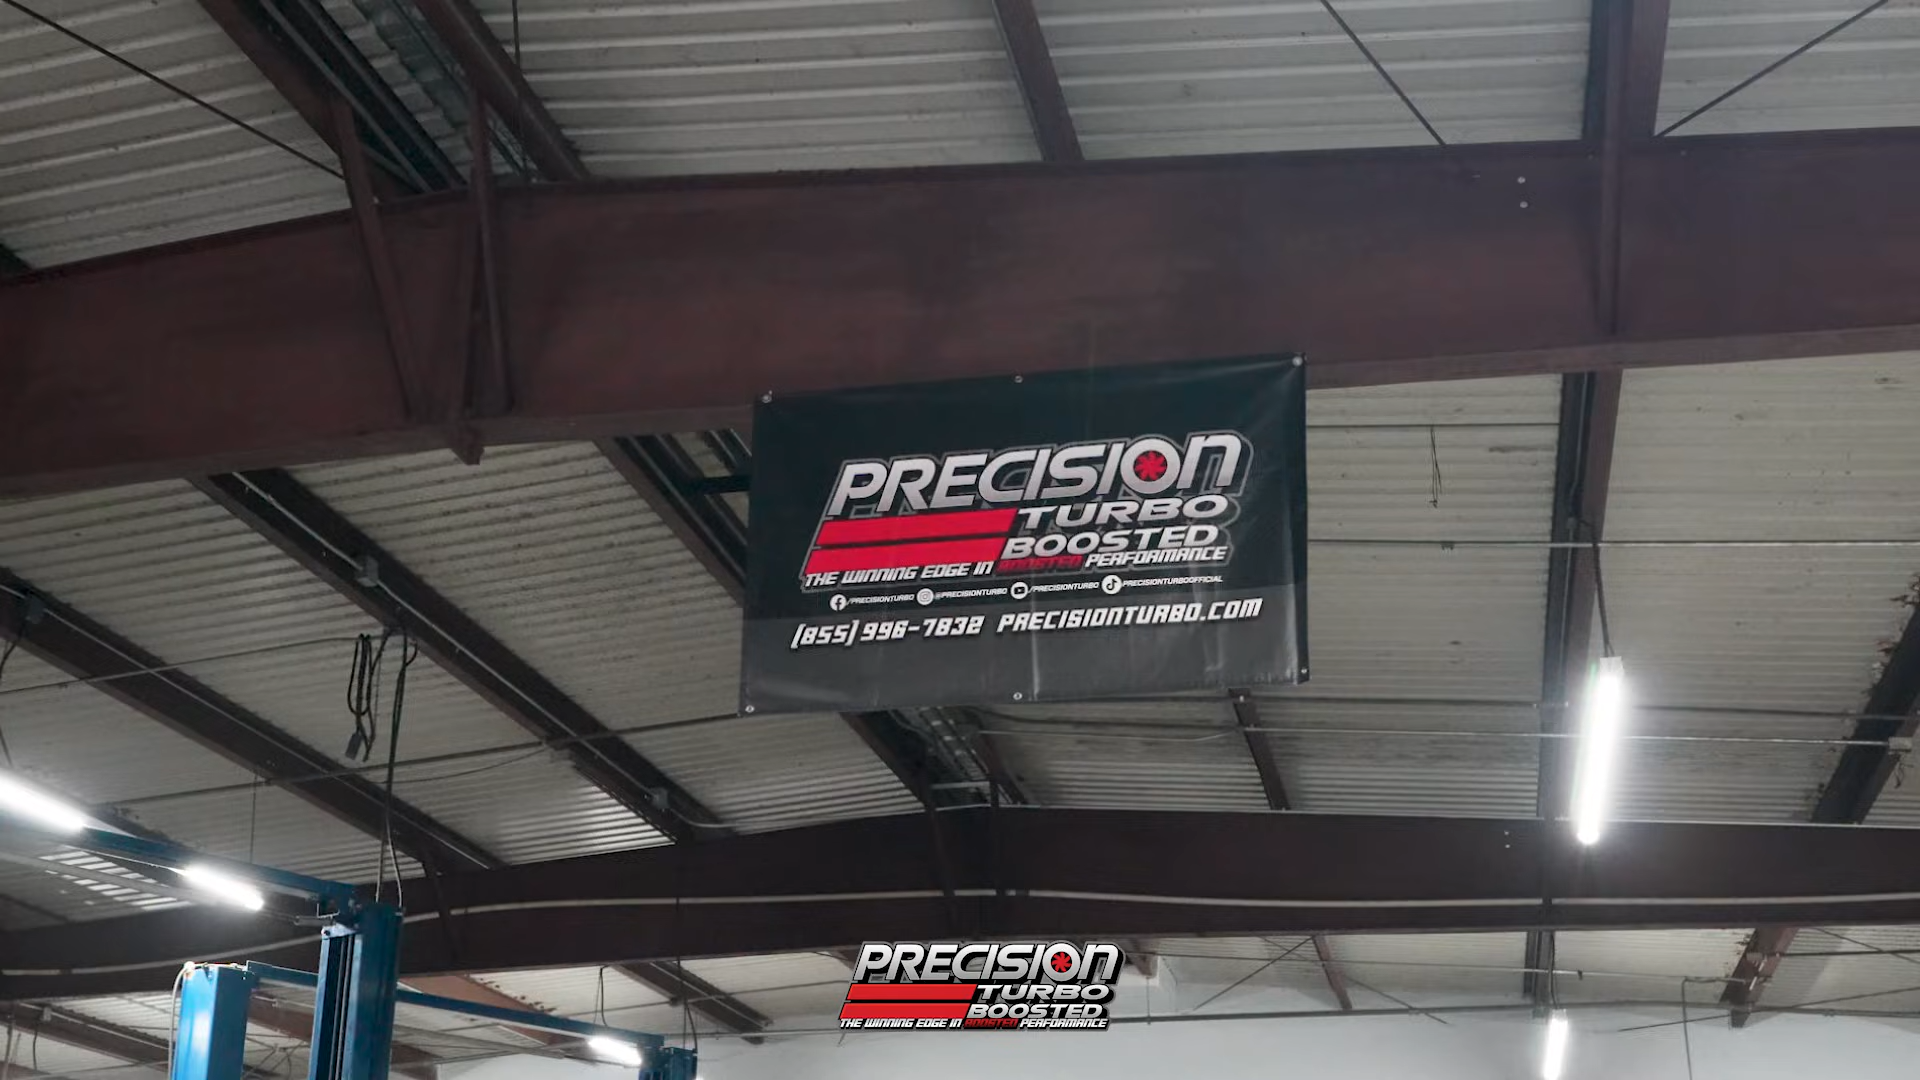 PRECISION
TURBO
BOOSTED
THE WINNING EDGE IN BOOSTED PERFORMANCE
/PRECISIONTURBO @PRECISIONTURBO /PRECISIONTURBO /PRECISIONTURBOOFFICIAL
(855) 996-7832 PRECISIONTURBO.COM
PRECISION
TURBO
BOOSTED
THE WINNING EDGE IN BOOSTED PERFORMANCE